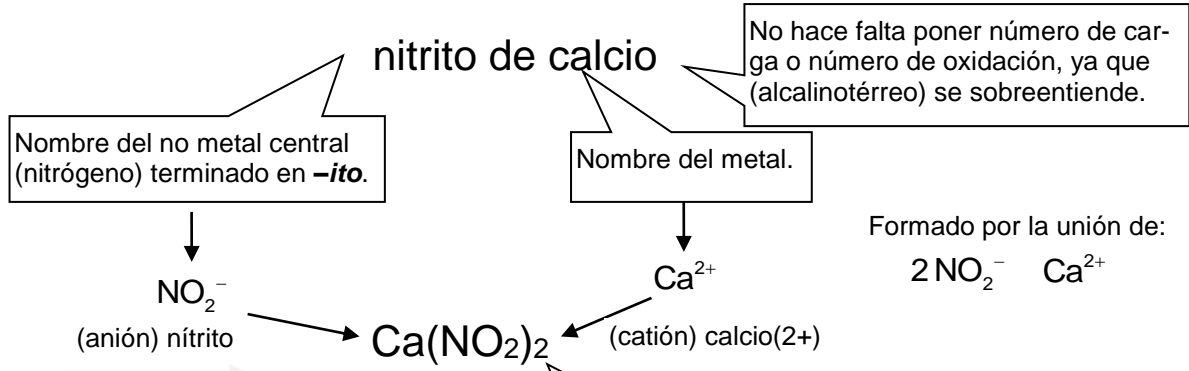 nitrito de calcio
No hace falta poner número de car-
ga o número de oxidación, ya que
(alcalinotérreo) se sobreentiende.
Nombre del no metal central
(nitrógeno) terminado en –ito.
Nombre del metal.
Formado por la unión de:
2 NO₂⁻ Ca²⁺
NO₂⁻
Ca²⁺
(anión) nítrito
Ca(NO₂)₂
(catión) calcio(2+)